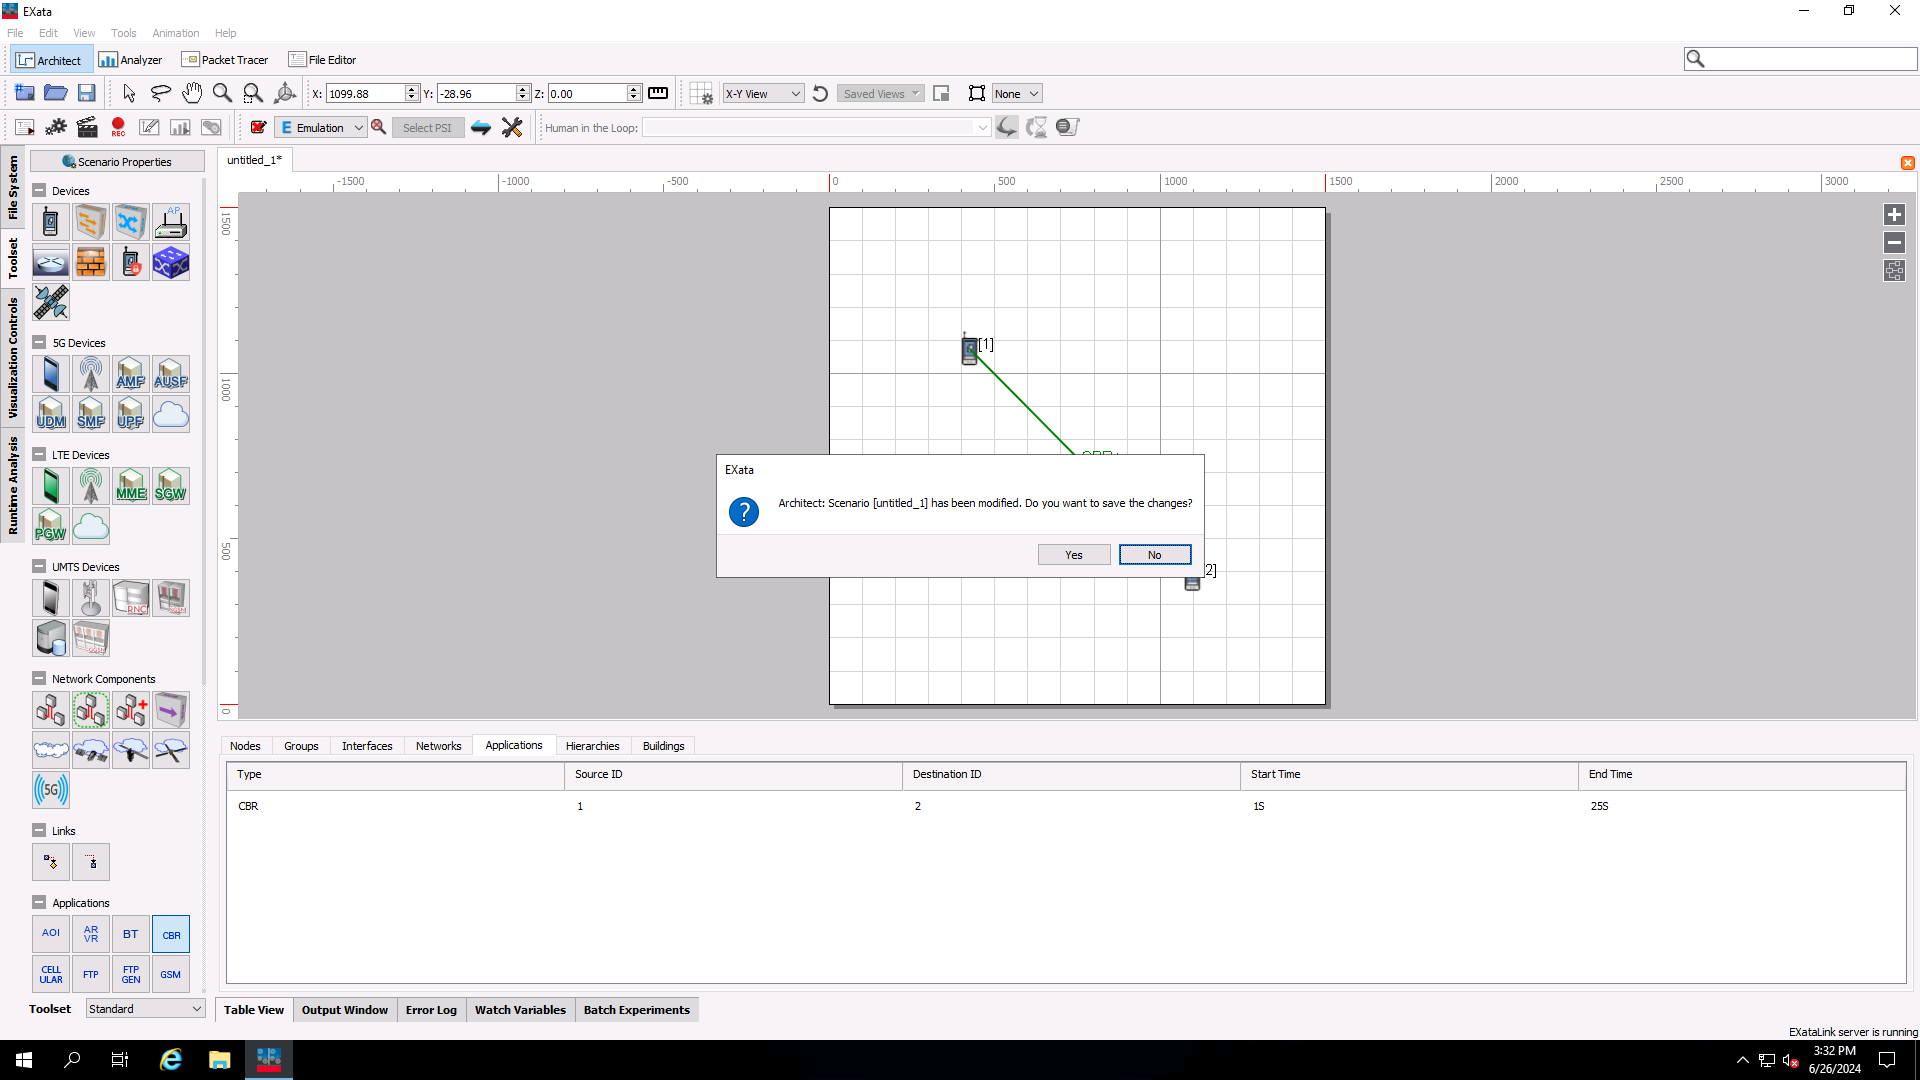 EXata
File Edit View Tools Animation Help
Architect Analyzer Packet Tracer File Editor
X: 1099.88 Y: -28.96 Z: 0.00 X-Y View Saved Views None
REC E Emulation Select PSI Human in the Loop:
File System
Toolset
Visualization Controls
Runtime Analysis
Scenario Properties
Devices
AP
5G Devices
AMF AUSF
UDM SMF UPF
LTE Devices
MME SGW
PGW
UMTS Devices
RNC SGSN
GGSN
Network Components
5G
Links
Applications
AOI AR VR BT CBR
CELL ULAR FTP FTP GEN GSM
Toolset Standard
untitled_1*
-1500 -1000 -500 0 500 1000 1500 2000 2500 3000
1500
1000
500
0
[1]
EXata
Architect: Scenario [untitled_1] has been modified. Do you want to save the changes?
Yes No
2]
Nodes Groups Interfaces Networks Applications Hierarchies Buildings
Type Source ID Destination ID Start Time End Time
CBR 1 2 1S 25S
Table View Output Window Error Log Watch Variables Batch Experiments
EXataLink server is running
3:32 PM
6/26/2024